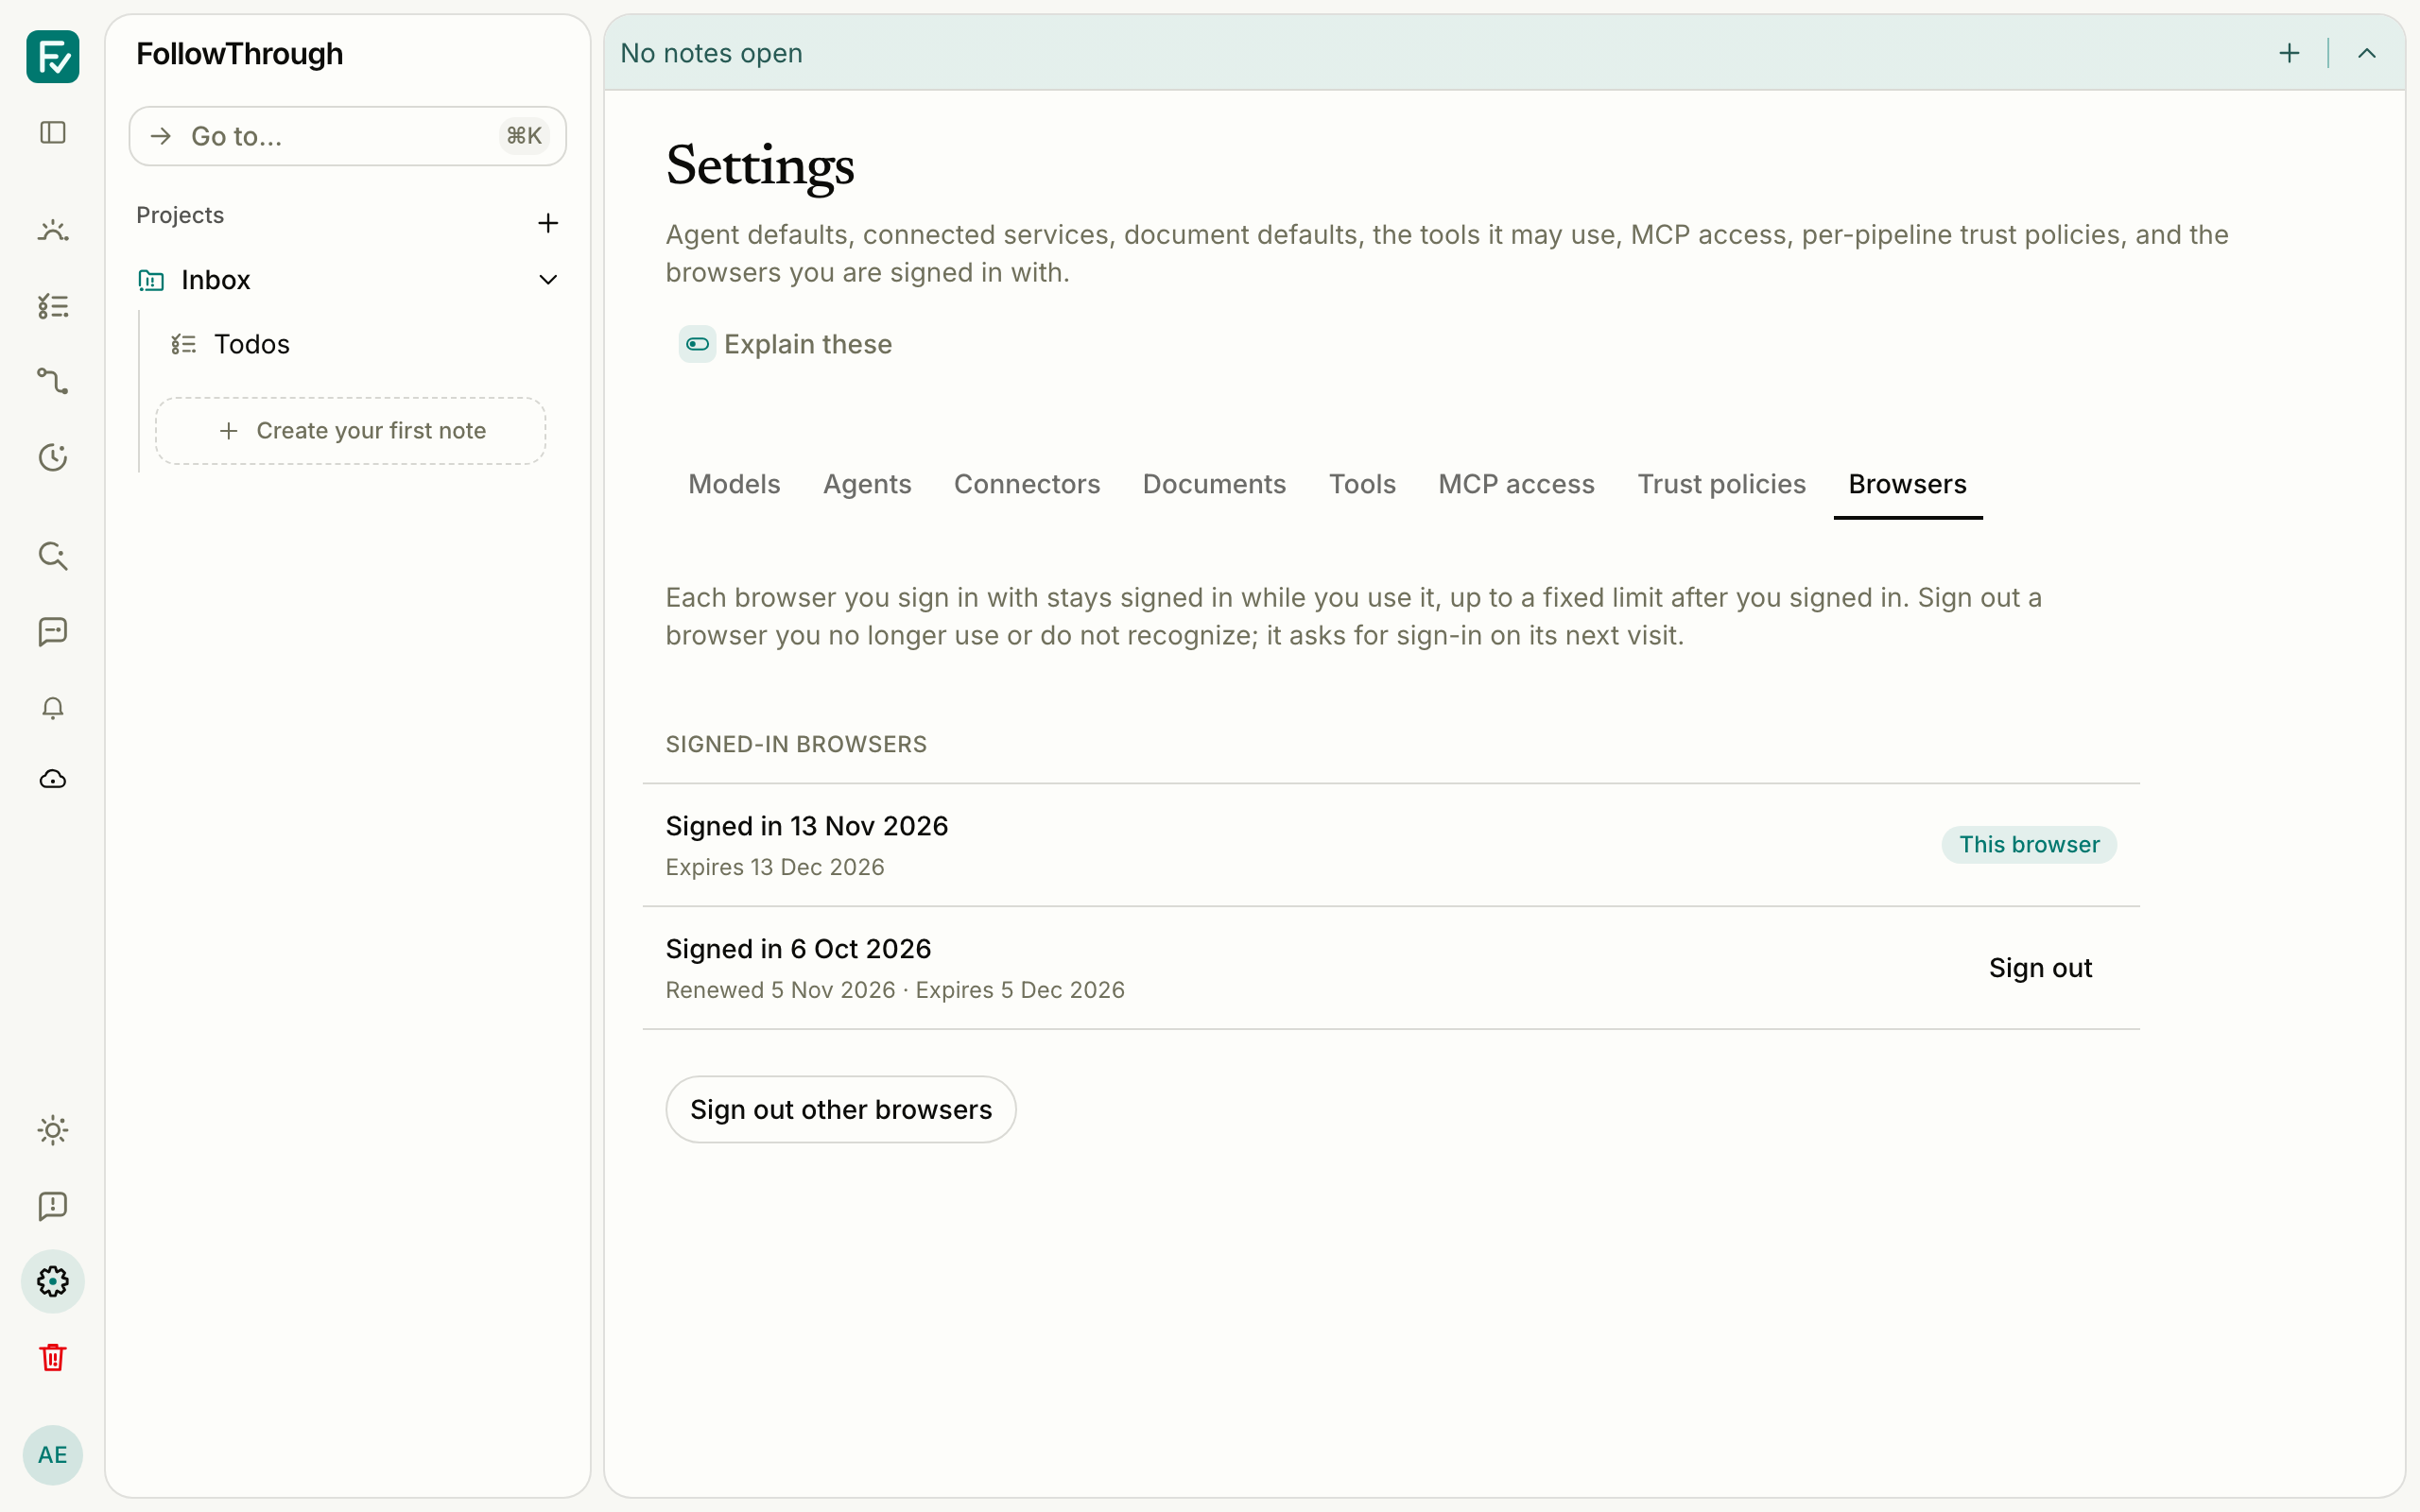 FollowThrough
Go to...
⌘K
Projects
Inbox
Todos
Create your first note
AE
No notes open
Settings
Agent defaults, connected services, document defaults, the tools it may use, MCP access, per-pipeline trust policies, and the
browsers you are signed in with.
Explain these
Models Agents Connectors Documents Tools MCP access Trust policies Browsers
Each browser you sign in with stays signed in while you use it, up to a fixed limit after you signed in. Sign out a
browser you no longer use or do not recognize; it asks for sign-in on its next visit.
SIGNED-IN BROWSERS
Signed in 13 Nov 2026
Expires 13 Dec 2026
This browser
Signed in 6 Oct 2026
Renewed 5 Nov 2026 · Expires 5 Dec 2026
Sign out
Sign out other browsers